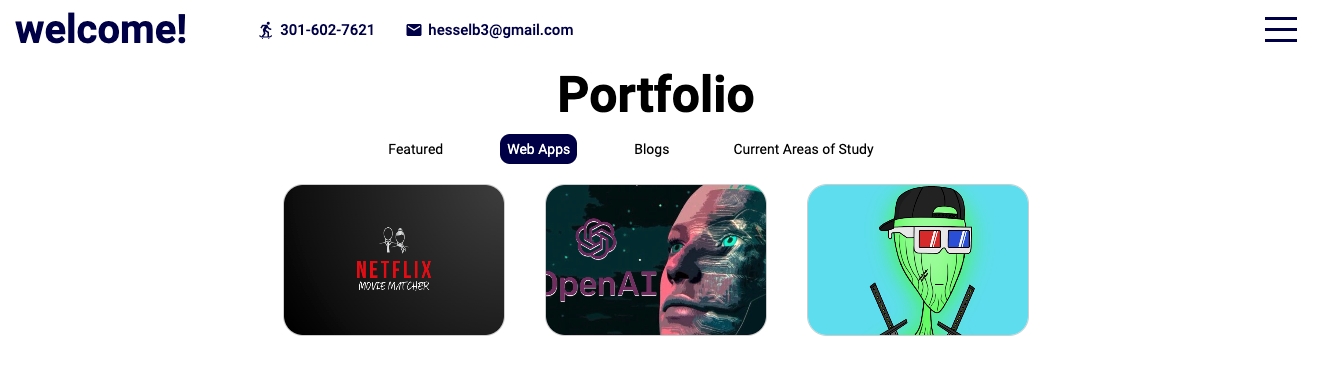 welcome!
301-602-7621
hesselb3@gmail.com
Portfolio
Featured
Web Apps
Blogs
Current Areas of Study
NETFLIX
MOVIE MATCHER
OpenAI